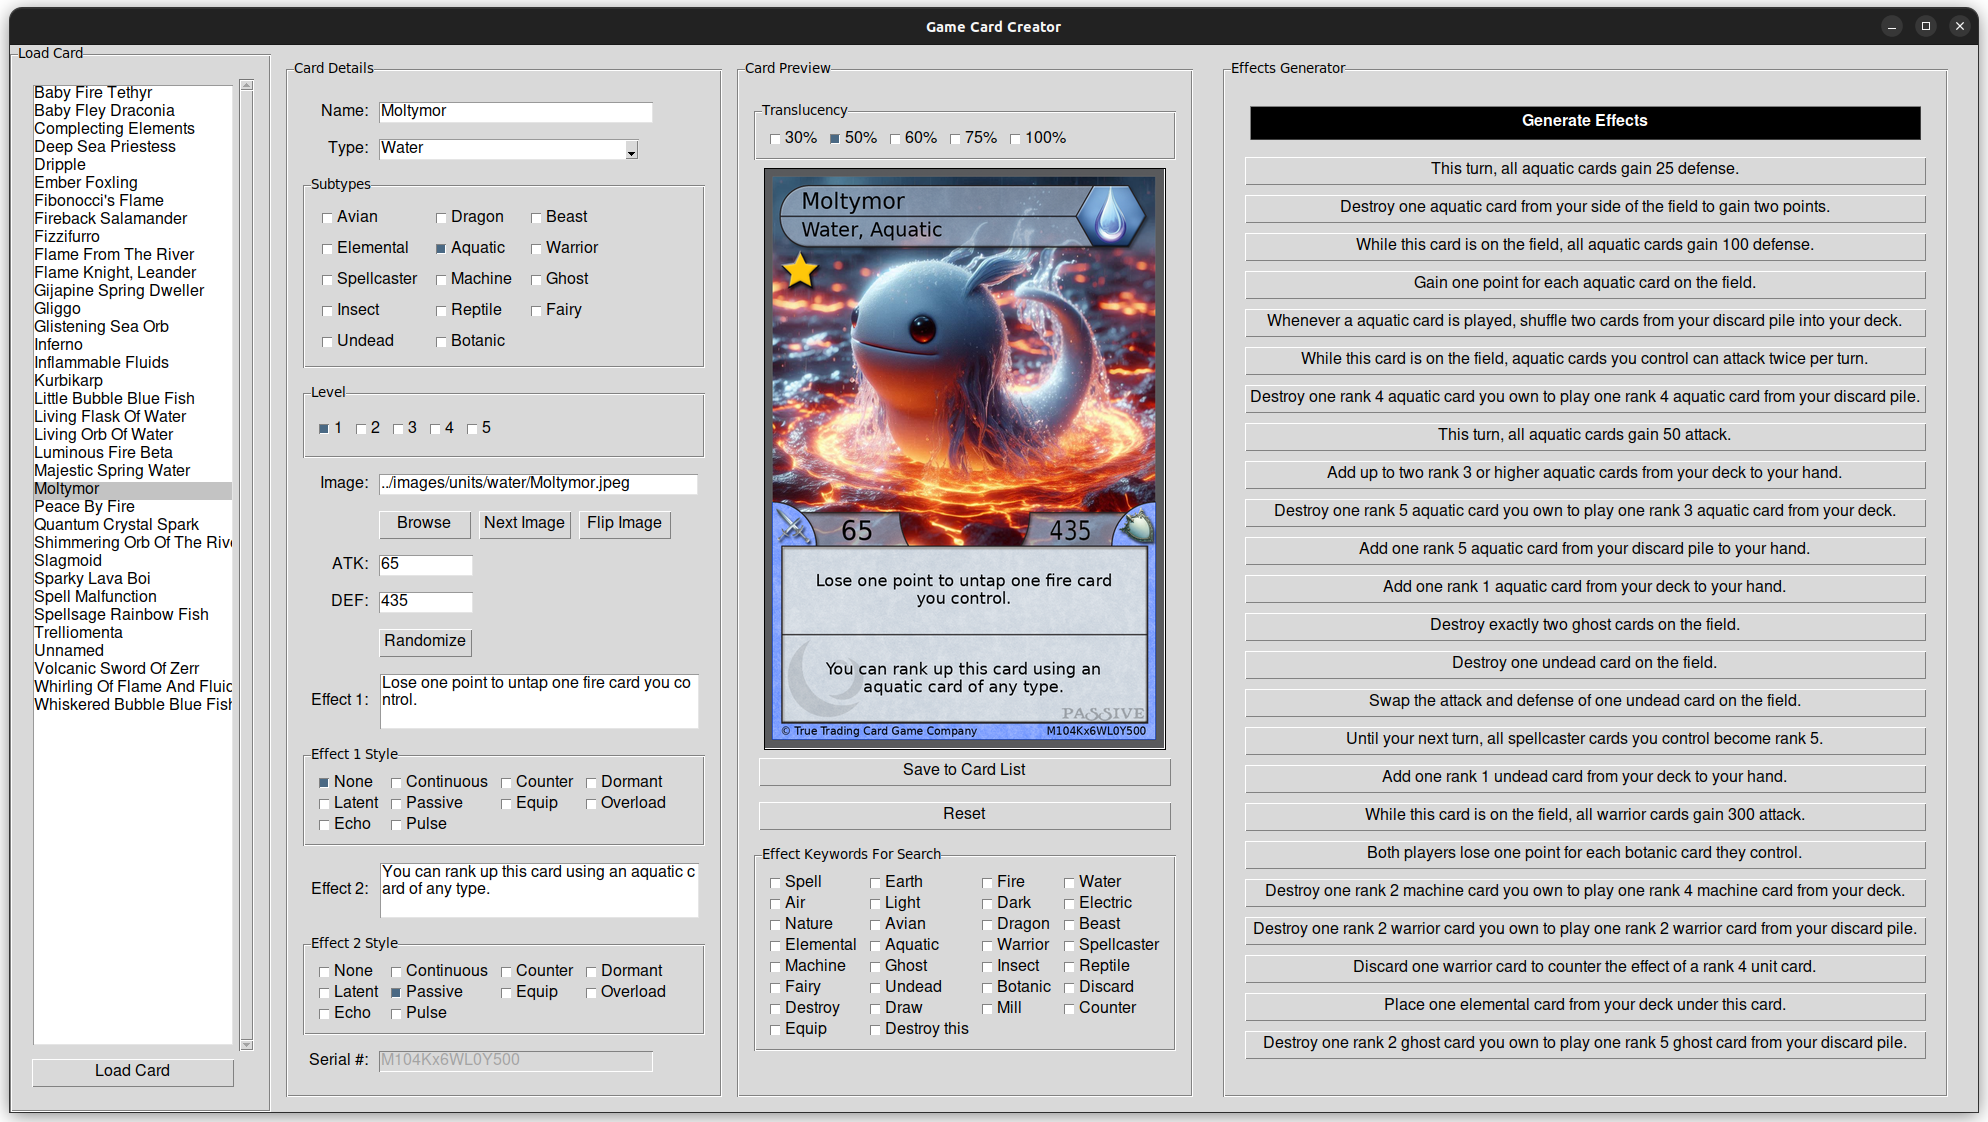 Game Card Creator
Load Card
Baby Fire Tethyr
Baby Fley Draconia
Complecting Elements
Deep Sea Priestess
Dripple
Ember Foxling
Fibonocci's Flame
Fireback Salamander
Fizzifurro
Flame From The River
Flame Knight, Leander
Gijapine Spring Dweller
Gliggo
Glistening Sea Orb
Inferno
Inflammable Fluids
Kurbikarp
Little Bubble Blue Fish
Living Flask Of Water
Living Orb Of Water
Luminous Fire Beta
Majestic Spring Water
Moltymor
Peace By Fire
Quantum Crystal Spark
Shimmering Orb Of The Rive
Slagmoid
Sparky Lava Boi
Spell Malfunction
Spellsage Rainbow Fish
Trelliomenta
Unnamed
Volcanic Sword Of Zerr
Whirling Of Flame And Fluid
Whiskered Bubble Blue Fish
Load Card
Card Details
Name: Moltymor
Type: Water
Subtypes
Avian Dragon Beast
Elemental Aquatic Warrior
Spellcaster Machine Ghost
Insect Reptile Fairy
Undead Botanic
Level
1 2 3 4 5
Image: ../images/units/water/Moltymor.jpeg
Browse Next Image Flip Image
ATK: 65
DEF: 435
Randomize
Effect 1: Lose one point to untap one fire card you co
ntrol.
Effect 1 Style
None Continuous Counter Dormant
Latent Passive Equip Overload
Echo Pulse
Effect 2: You can rank up this card using an aquatic c
ard of any type.
Effect 2 Style
None Continuous Counter Dormant
Latent Passive Equip Overload
Echo Pulse
Serial #: M104Kx6WL0Y500
Card Preview
Translucency
30% 50% 60% 75% 100%
Moltymor
Water, Aquatic
65 435
Lose one point to untap one fire card
you control.
You can rank up this card using an
aquatic card of any type.
PASSIVE
© True Trading Card Game Company M104Kx6WL0Y500
Save to Card List
Reset
Effect Keywords For Search
Spell Earth Fire Water
Air Light Dark Electric
Nature Avian Dragon Beast
Elemental Aquatic Warrior Spellcaster
Machine Ghost Insect Reptile
Fairy Undead Botanic Discard
Destroy Draw Mill Counter
Equip Destroy this
Effects Generator
Generate Effects
This turn, all aquatic cards gain 25 defense.
Destroy one aquatic card from your side of the field to gain two points.
While this card is on the field, all aquatic cards gain 100 defense.
Gain one point for each aquatic card on the field.
Whenever a aquatic card is played, shuffle two cards from your discard pile into your deck.
While this card is on the field, aquatic cards you control can attack twice per turn.
Destroy one rank 4 aquatic card you own to play one rank 4 aquatic card from your discard pile.
This turn, all aquatic cards gain 50 attack.
Add up to two rank 3 or higher aquatic cards from your deck to your hand.
Destroy one rank 5 aquatic card you own to play one rank 3 aquatic card from your deck.
Add one rank 5 aquatic card from your discard pile to your hand.
Add one rank 1 aquatic card from your deck to your hand.
Destroy exactly two ghost cards on the field.
Destroy one undead card on the field.
Swap the attack and defense of one undead card on the field.
Until your next turn, all spellcaster cards you control become rank 5.
Add one rank 1 undead card from your deck to your hand.
While this card is on the field, all warrior cards gain 300 attack.
Both players lose one point for each botanic card they control.
Destroy one rank 2 machine card you own to play one rank 4 machine card from your deck.
Destroy one rank 2 warrior card you own to play one rank 2 warrior card from your discard pile.
Discard one warrior card to counter the effect of a rank 4 unit card.
Place one elemental card from your deck under this card.
Destroy one rank 2 ghost card you own to play one rank 5 ghost card from your discard pile.